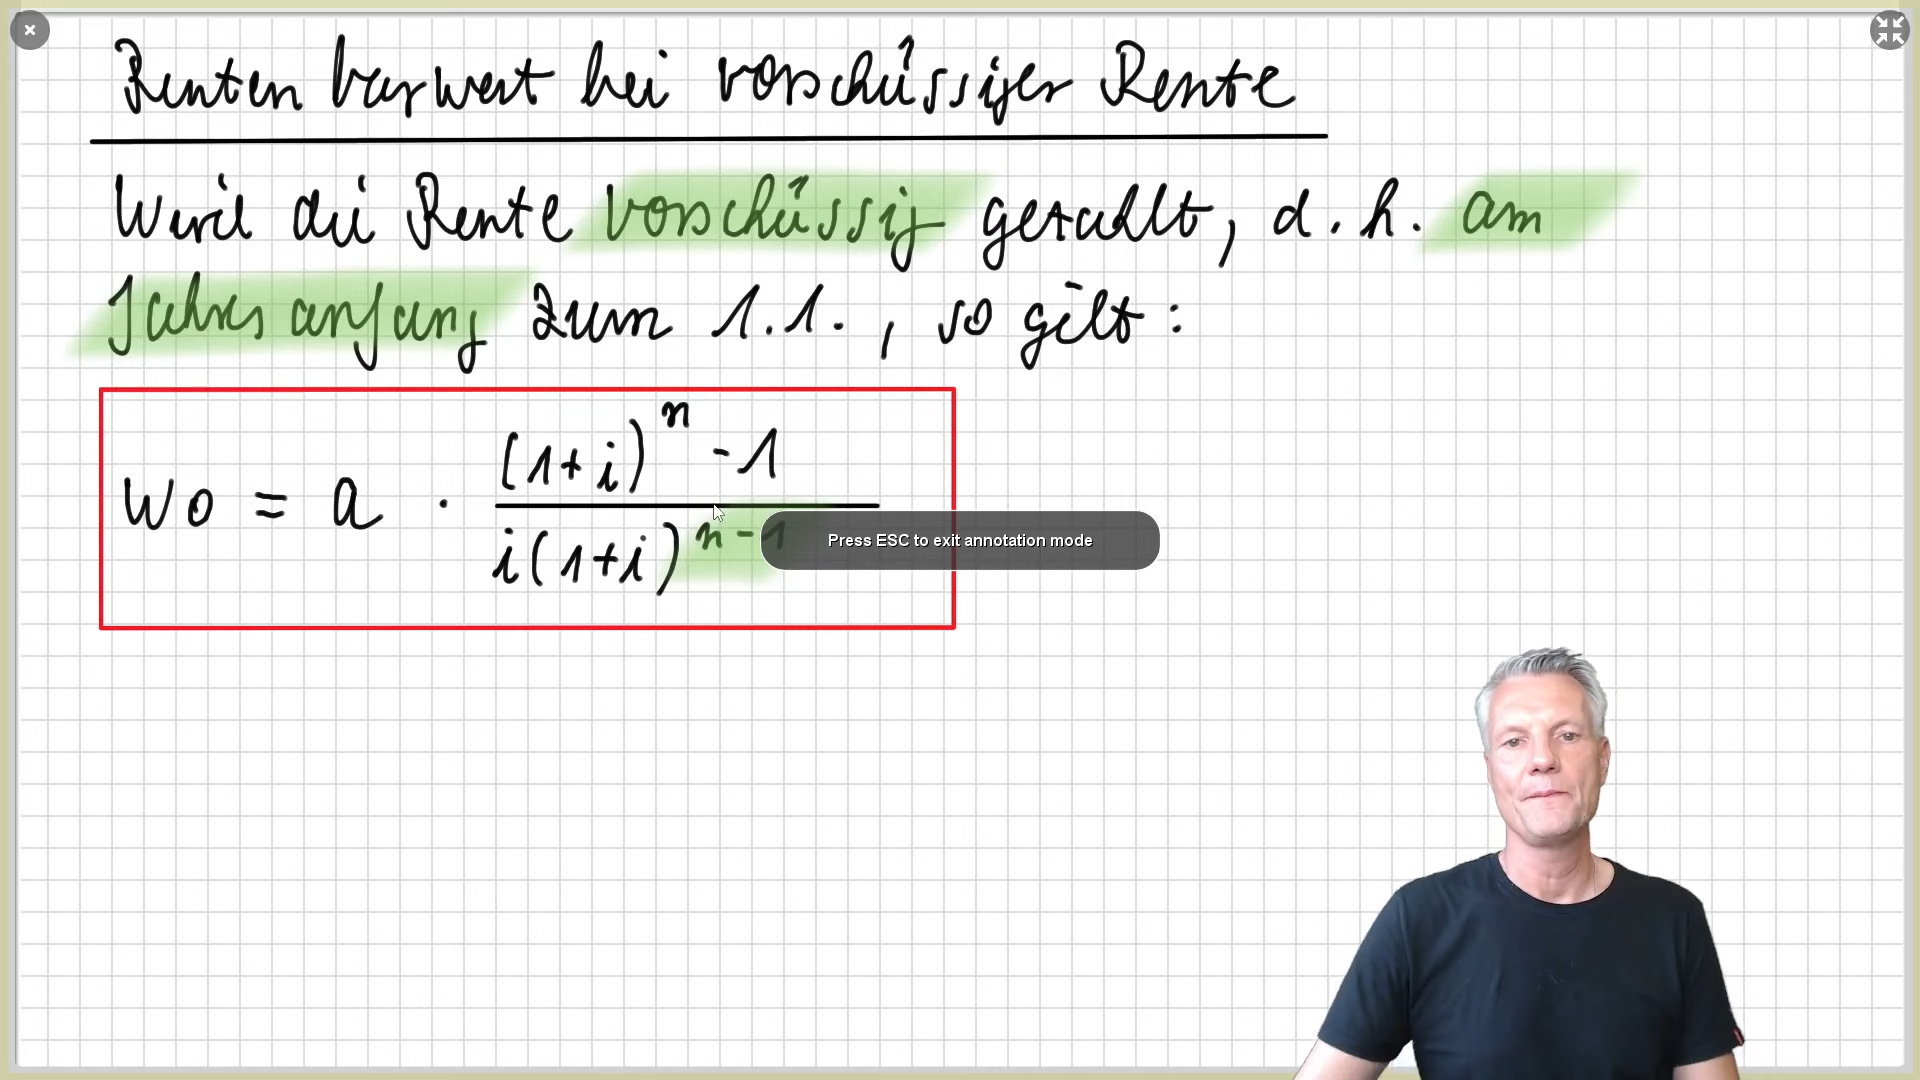 Rentenbarwert bei vorschüssiger Rente
Wird die Rente vorschüssig gezahlt, d.h. am
Jahresanfang zum 1.1., so gilt:
W0 = a · ((1+i)^n - 1) / (i(1+i)^(n-1))
Press ESC to exit annotation mode